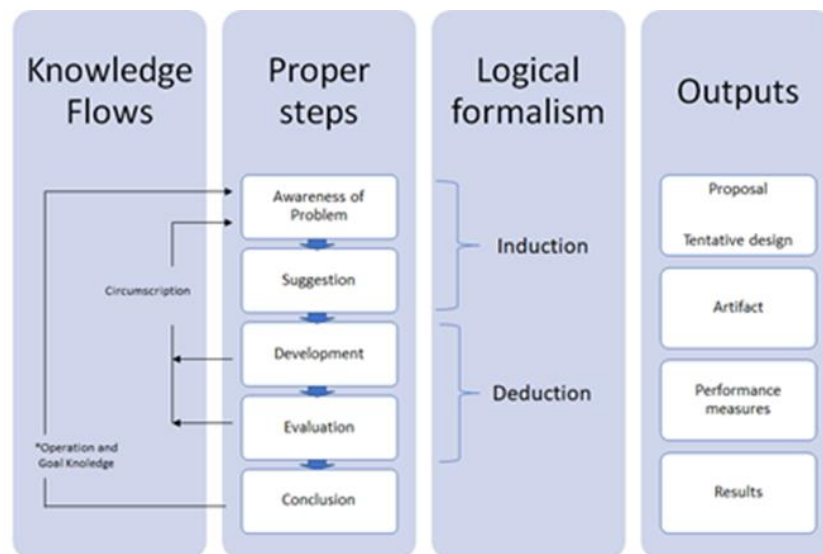 Knowledge
Flows
Proper
steps
Logical
formalism
Outputs
Circumscription
*Operation and
Goal Knoledge
Awareness of
Problem
Suggestion
Development
Evaluation
Conclusion
Induction
Deduction
Proposal
Tentative design
Artifact
Performance
measures
Results